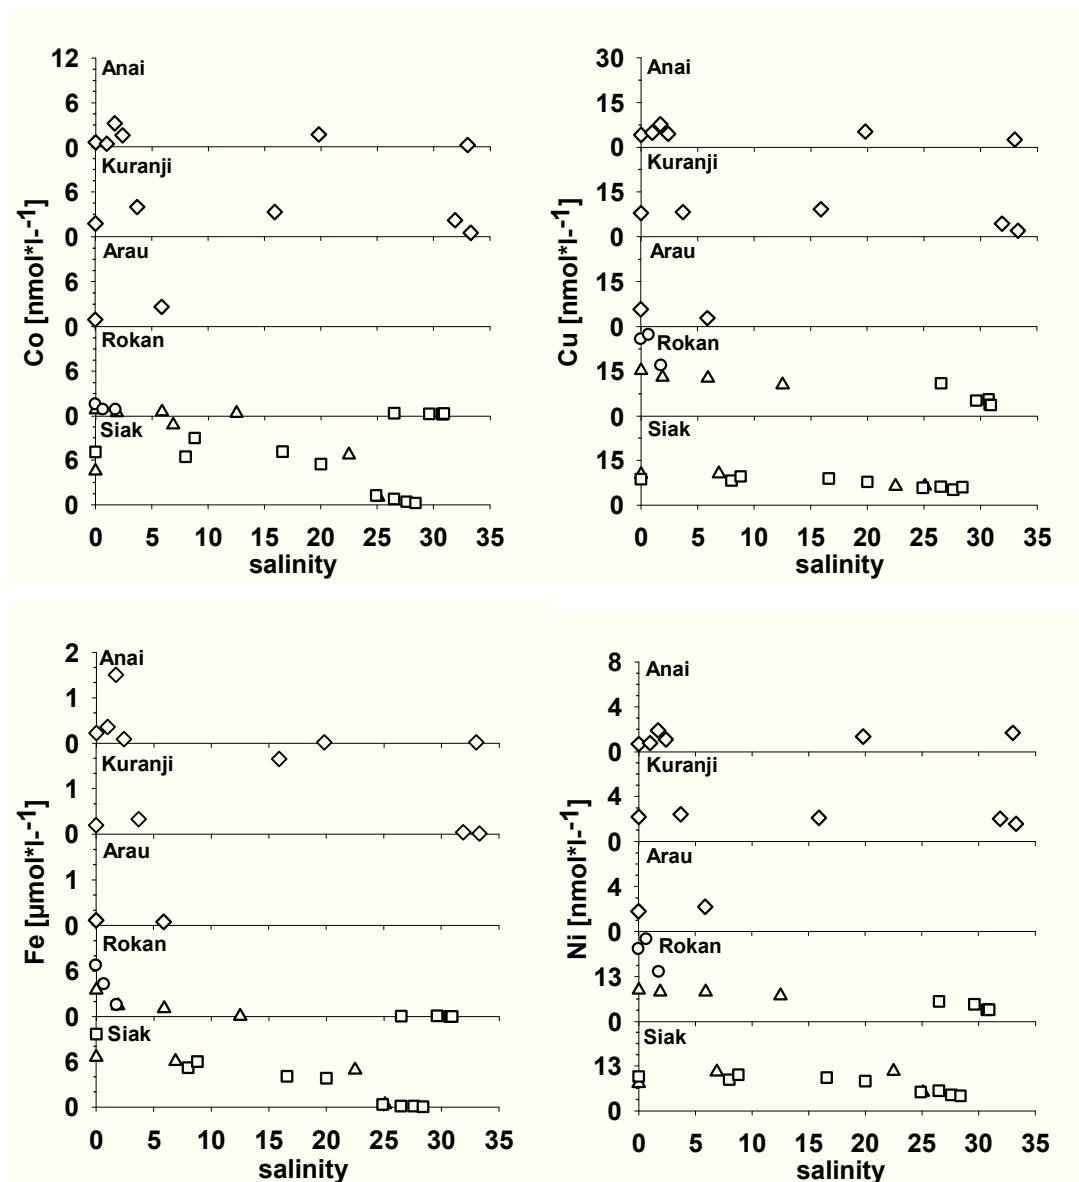 12
Anai
6
0
Kuranji
6
0
Arau
6
0
Rokan
6
0
Siak
6
0
0 5 10 15 20 25 30 35
salinity
Co [nmol*l-⁻¹]
30
Anai
15
0
Kuranji
15
0
Arau
15
0
Rokan
15
0
Siak
15
0
0 5 10 15 20 25 30 35
salinity
Cu [nmol*l-⁻¹]
2
Anai
1
0
Kuranji
1
0
Arau
1
0
Rokan
6
0
Siak
6
0
0 5 10 15 20 25 30 35
salinity
Fe [µmol*l-⁻¹]
8
Anai
4
0
Kuranji
4
0
Arau
4
0
Rokan
13
0
Siak
13
0
0 5 10 15 20 25 30 35
salinity
Ni [nmol*l-⁻¹]